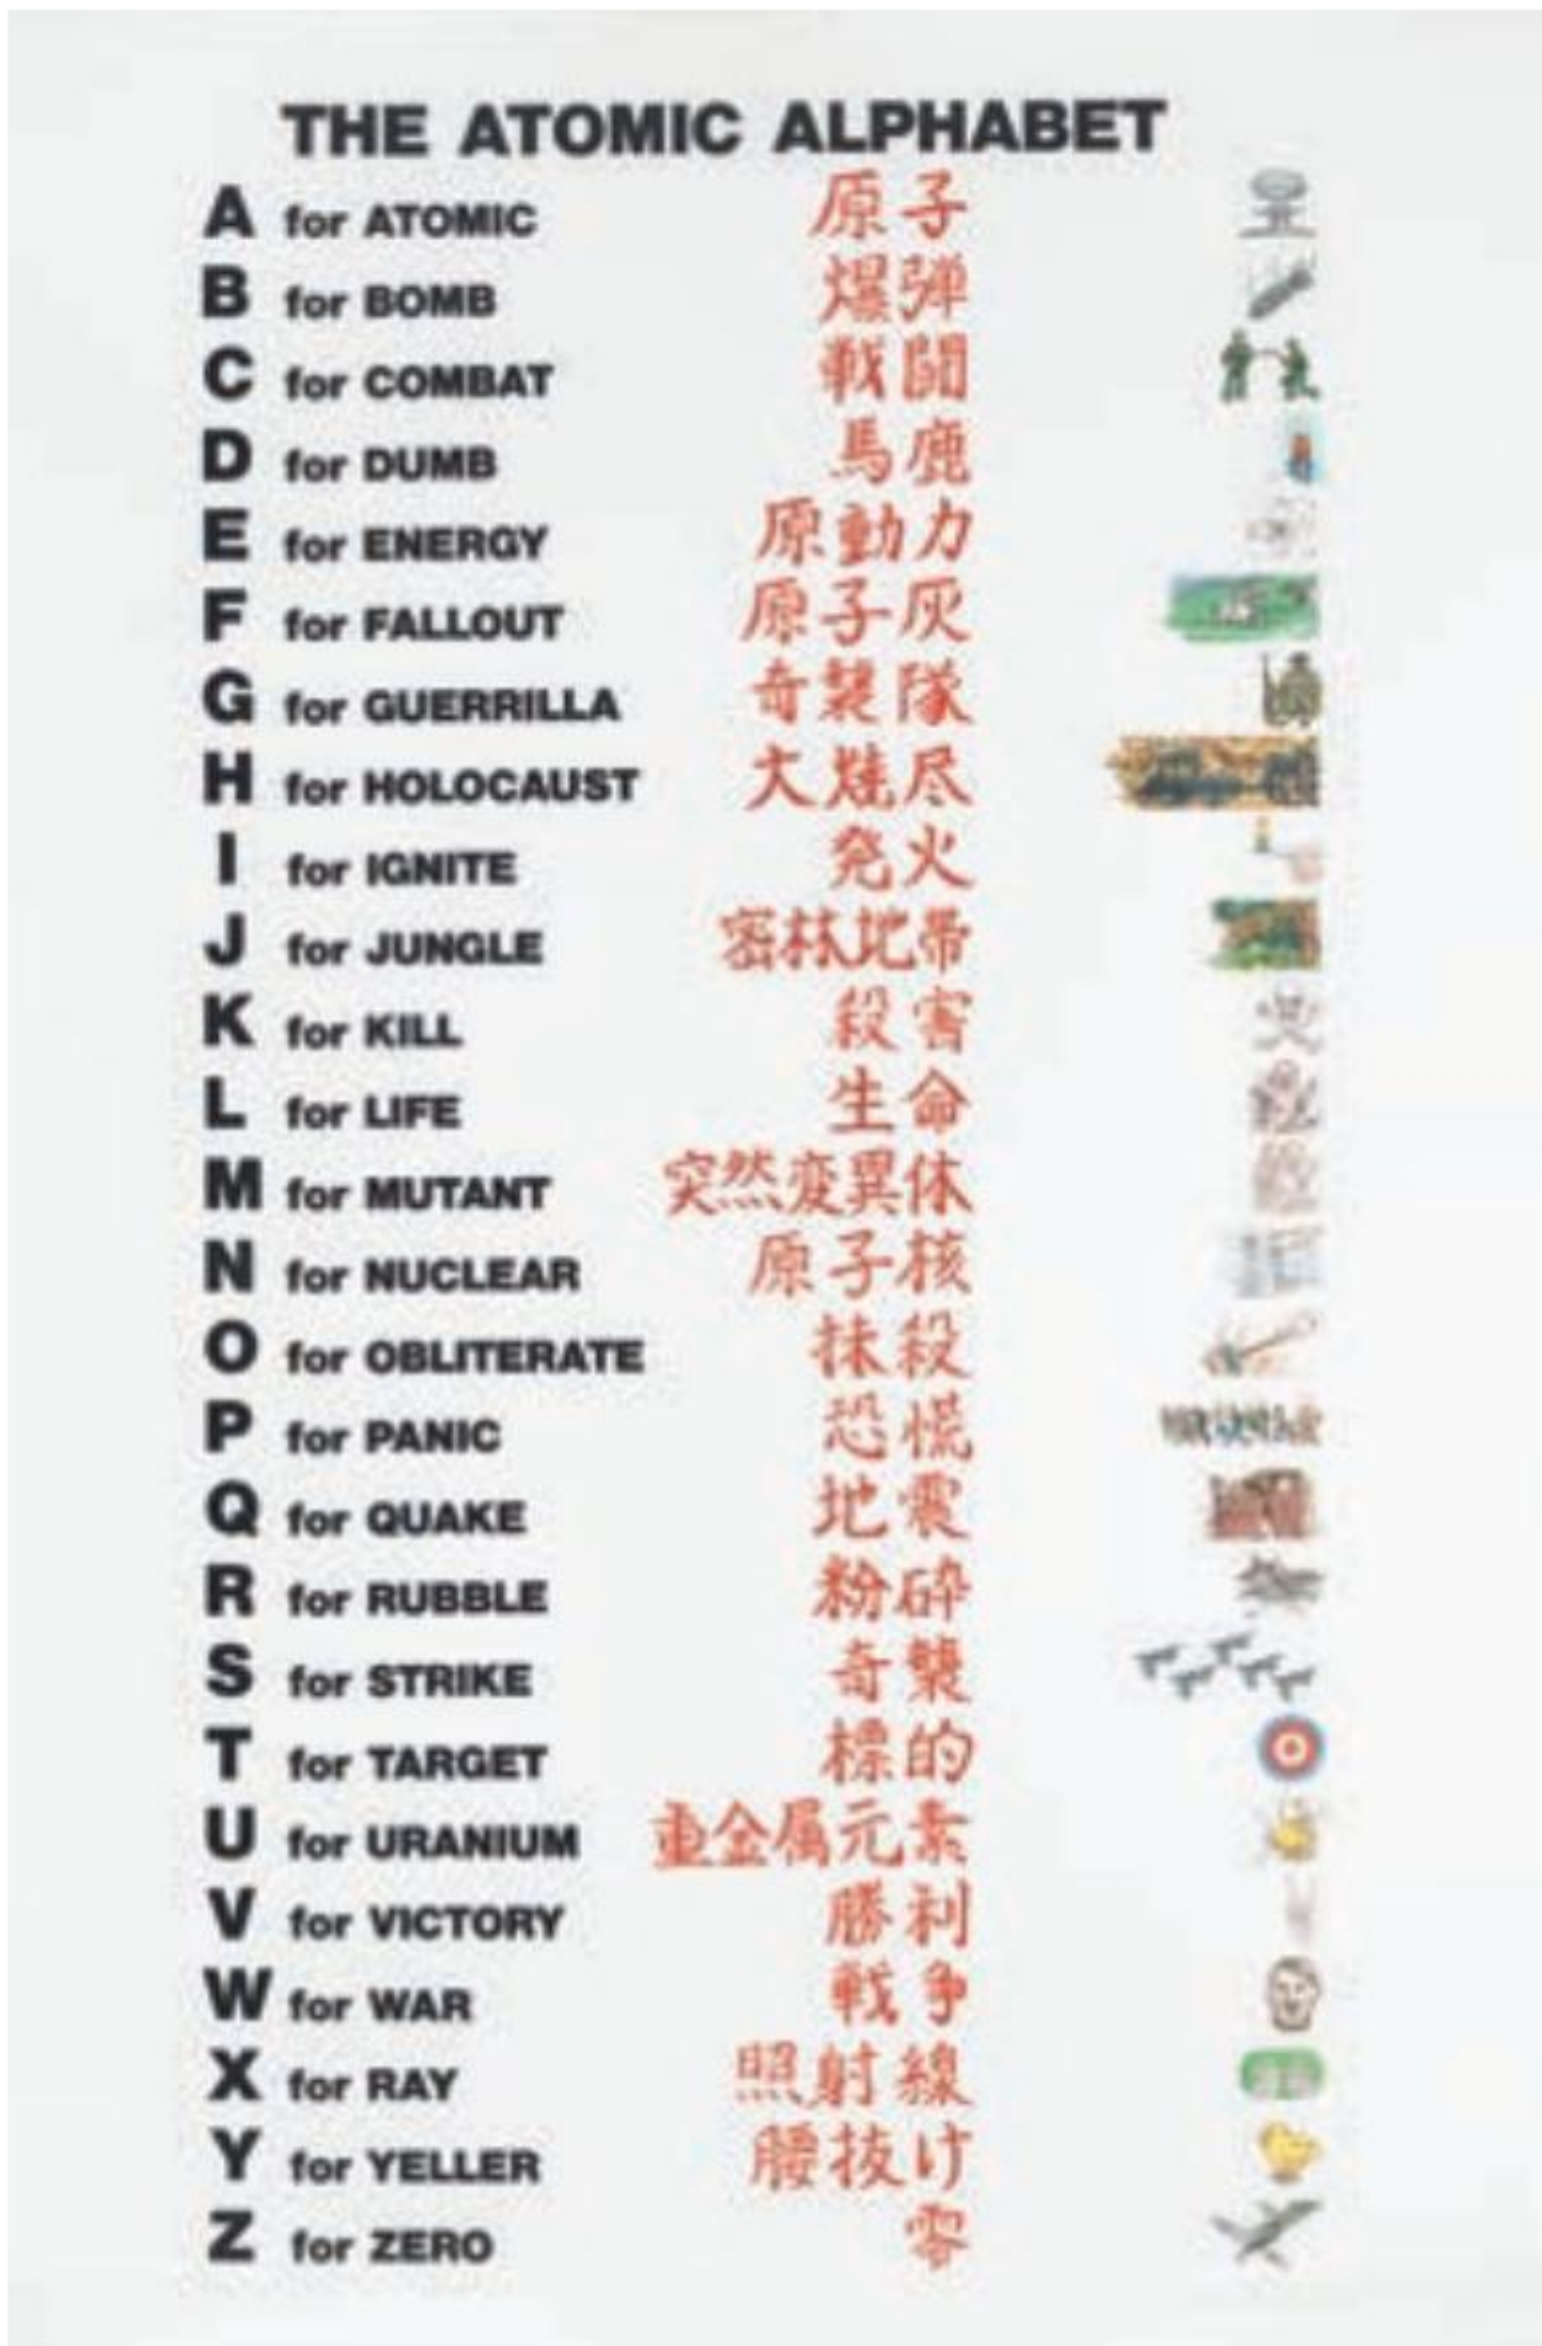 THE ATOMIC ALPHABET
A for ATOMIC 原子
B for BOMB 爆弾
C for COMBAT 戦闘
D for DUMB 馬鹿
E for ENERGY 原動力
F for FALLOUT 原子灰
G for GUERRILLA 奇襲隊
H for HOLOCAUST 大焼尽
I for IGNITE 発火
J for JUNGLE 密林地帯
K for KILL 殺害
L for LIFE 生命
M for MUTANT 突然変異体
N for NUCLEAR 原子核
O for OBLITERATE 抹殺
P for PANIC 恐慌
Q for QUAKE 地震
R for RUBBLE 粉砕
S for STRIKE 奇襲
T for TARGET 標的
U for URANIUM 重金属元素
V for VICTORY 勝利
W for WAR 戦争
X for RAY 照射線
Y for YELLER 腰抜け
Z for ZERO 零